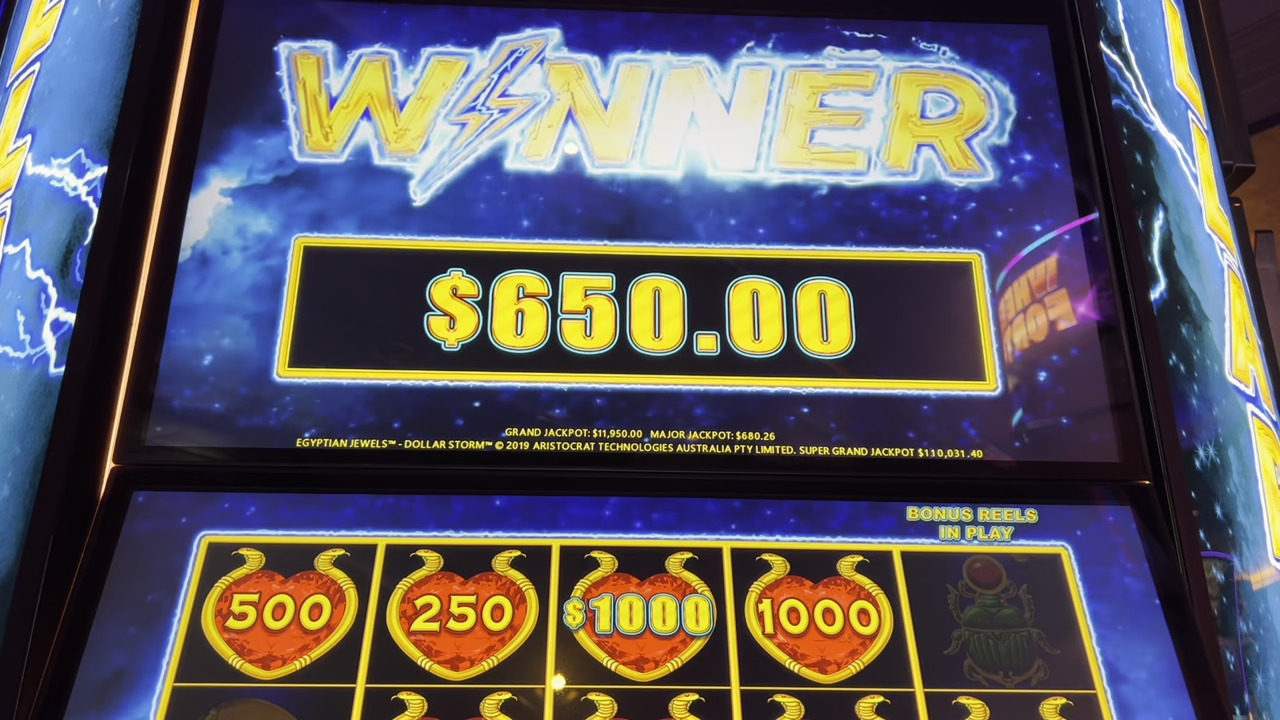 WINNER
$650.00
GRAND JACKPOT: $11,950.00 MAJOR JACKPOT: $680.26
EGYPTIAN JEWELS™ - DOLLAR STORM™ © 2019 ARISTOCRAT TECHNOLOGIES AUSTRALIA PTY LIMITED. SUPER GRAND JACKPOT $110,031.40
BONUS REELS
IN PLAY
500 250 $1000 1000